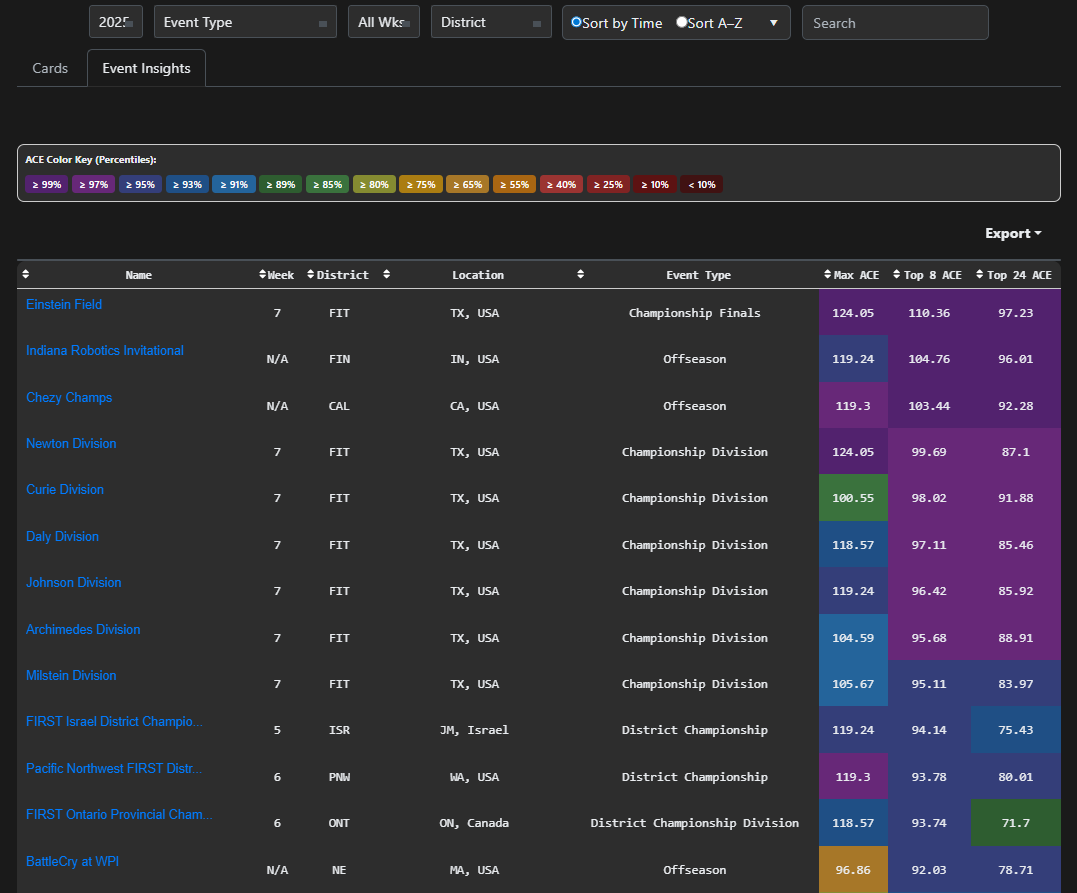 2025 Event Type All Wks District Sort by Time Sort A–Z ▼ Search
Cards Event Insights
ACE Color Key (Percentiles):
≥ 99% ≥ 97% ≥ 95% ≥ 93% ≥ 91% ≥ 89% ≥ 85% ≥ 80% ≥ 75% ≥ 65% ≥ 55% ≥ 40% ≥ 25% ≥ 10% < 10%
Export
Name Week District Location Event Type Max ACE Top 8 ACE Top 24 ACE
Einstein Field 7 FIT TX, USA Championship Finals 124.05 110.36 97.23
Indiana Robotics Invitational N/A FIN IN, USA Offseason 119.24 104.76 96.01
Chezy Champs N/A CAL CA, USA Offseason 119.3 103.44 92.28
Newton Division 7 FIT TX, USA Championship Division 124.05 99.69 87.1
Curie Division 7 FIT TX, USA Championship Division 100.55 98.02 91.88
Daly Division 7 FIT TX, USA Championship Division 118.57 97.11 85.46
Johnson Division 7 FIT TX, USA Championship Division 119.24 96.42 85.92
Archimedes Division 7 FIT TX, USA Championship Division 104.59 95.68 88.91
Milstein Division 7 FIT TX, USA Championship Division 105.67 95.11 83.97
FIRST Israel District Champio... 5 ISR JM, Israel District Championship 119.24 94.14 75.43
Pacific Northwest FIRST Distr... 6 PNW WA, USA District Championship 119.3 93.78 80.01
FIRST Ontario Provincial Cham... 6 ONT ON, Canada District Championship Division 118.57 93.74 71.7
BattleCry at WPI N/A NE MA, USA Offseason 96.86 92.03 78.71